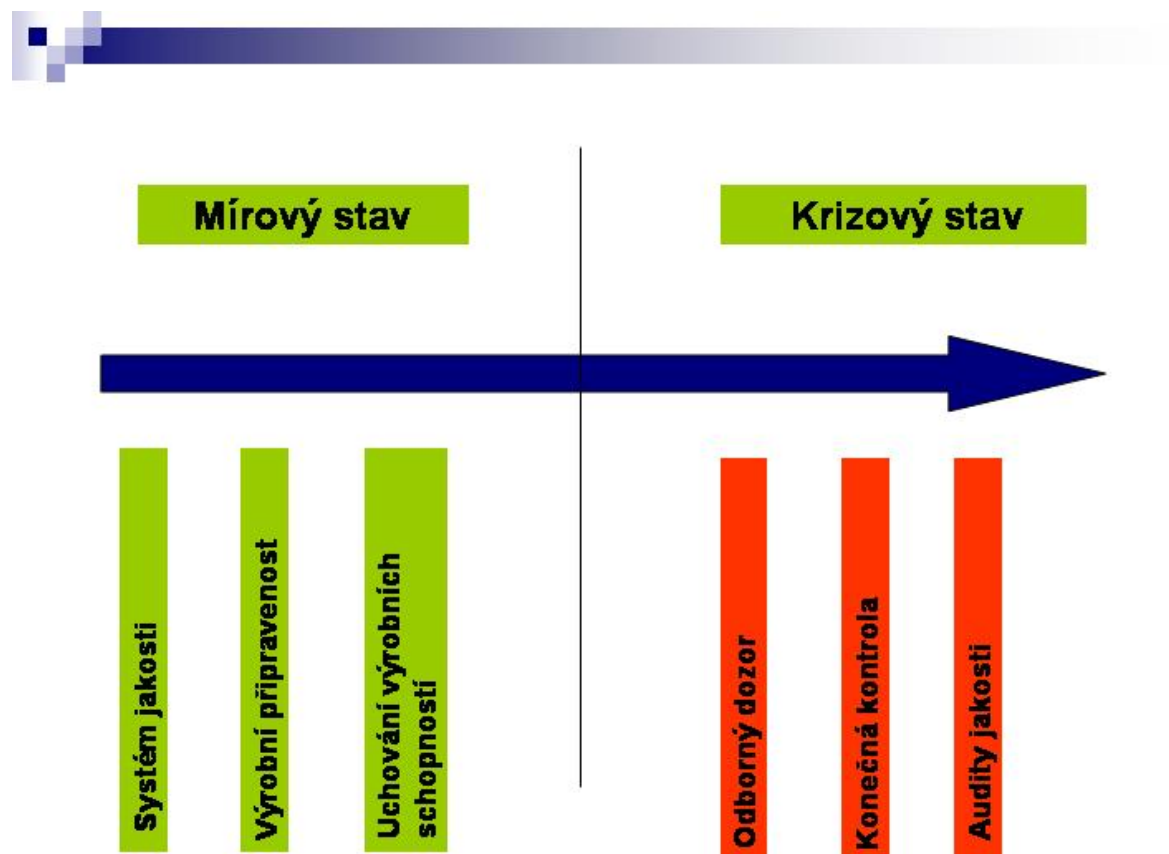 Mírový stav
Krizový stav
Systém jakosti
Výrobní připravenost
Uchování výrobních
schopností
Odborný dozor
Konečná kontrola
Audity jakosti